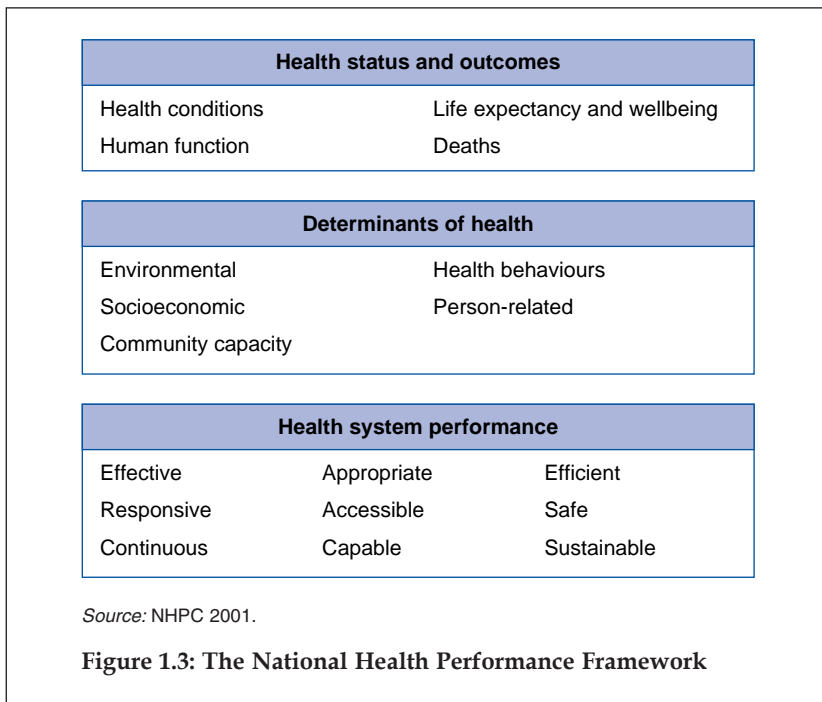 Health status and outcomes
Health conditions Life expectancy and wellbeing
Human function Deaths
Determinants of health
Environmental Health behaviours
Socioeconomic Person-related
Community capacity
Health system performance
Effective Appropriate Efficient
Responsive Accessible Safe
Continuous Capable Sustainable
Source: NHPC 2001.
Figure 1.3: The National Health Performance Framework